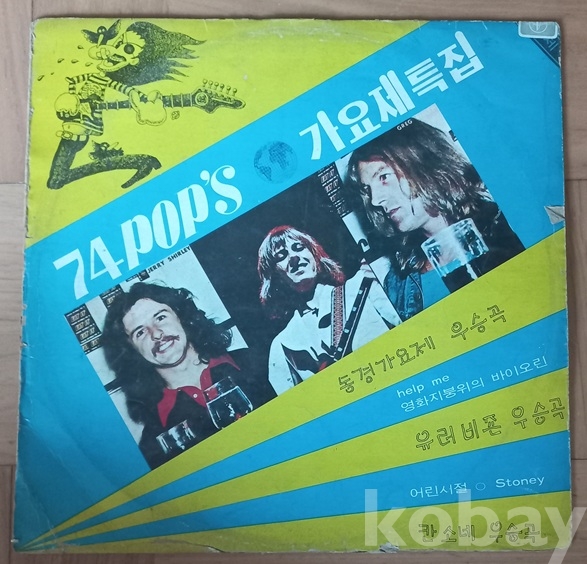 74 POP'S 가요제특집
JERRY SHIRLEY
GREG
동경가요제 우승곡
help me
영화지붕위의 바이오린
유러비죤 우승곡
어린시절 ○ Stoney
칸소네 우승곡
kobay